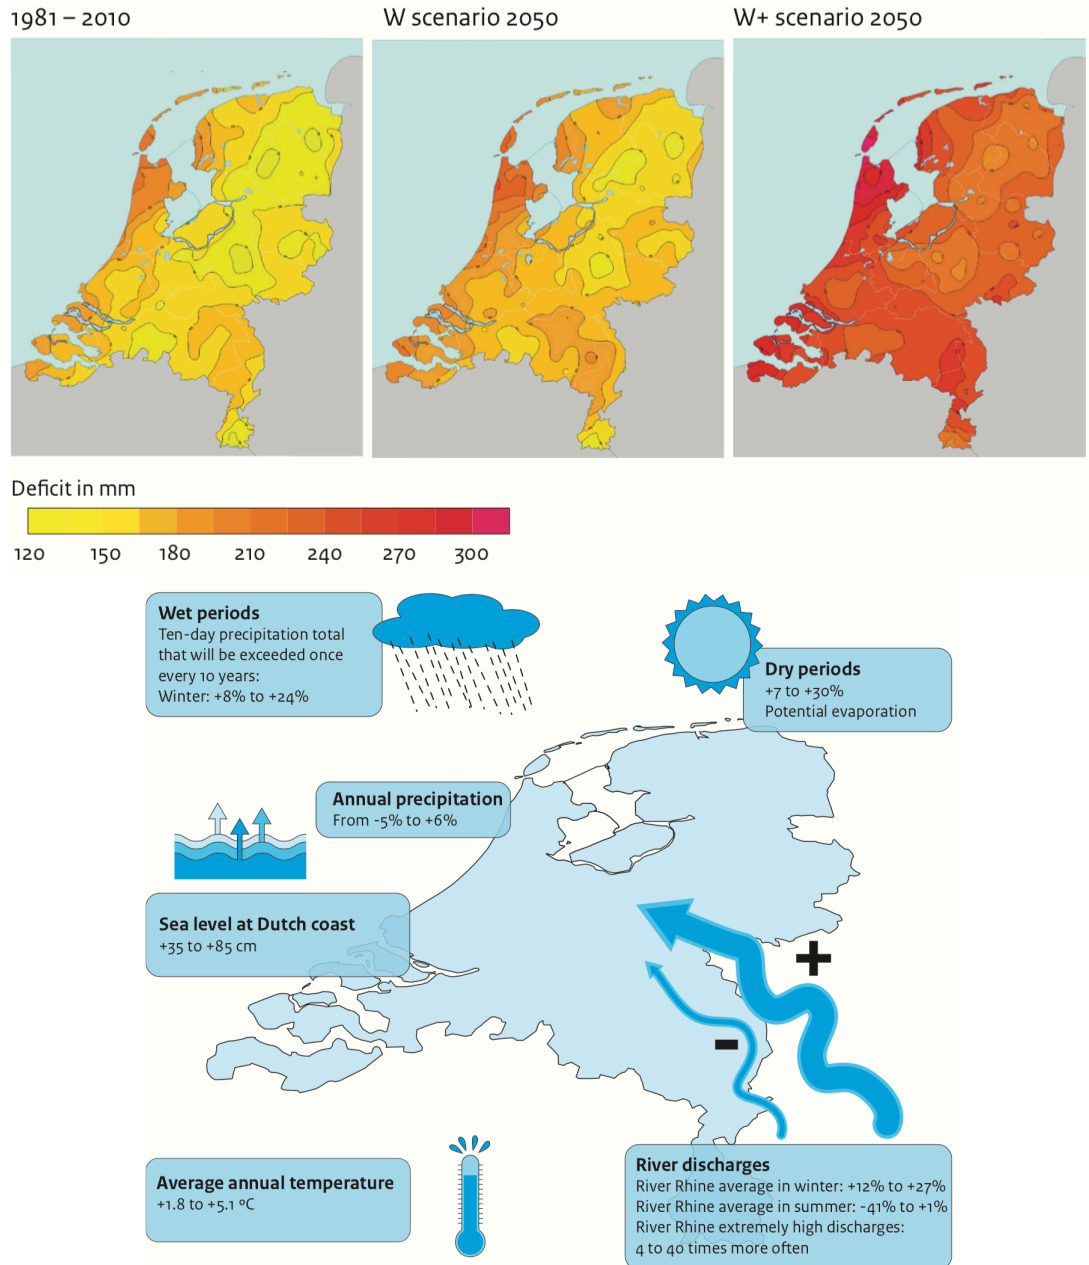 1981 – 2010
W scenario 2050
W+ scenario 2050
Deficit in mm
120 150 180 210 240 270 300
Wet periods
Ten-day precipitation total
that will be exceeded once
every 10 years:
Winter: +8% to +24%
Dry periods
+7 to +30%
Potential evaporation
Annual precipitation
From -5% to +6%
Sea level at Dutch coast
+35 to +85 cm
+
-
Average annual temperature
+1.8 to +5.1 ºC
River discharges
River Rhine average in winter: +12% to +27%
River Rhine average in summer: -41% to +1%
River Rhine extremely high discharges:
4 to 40 times more often